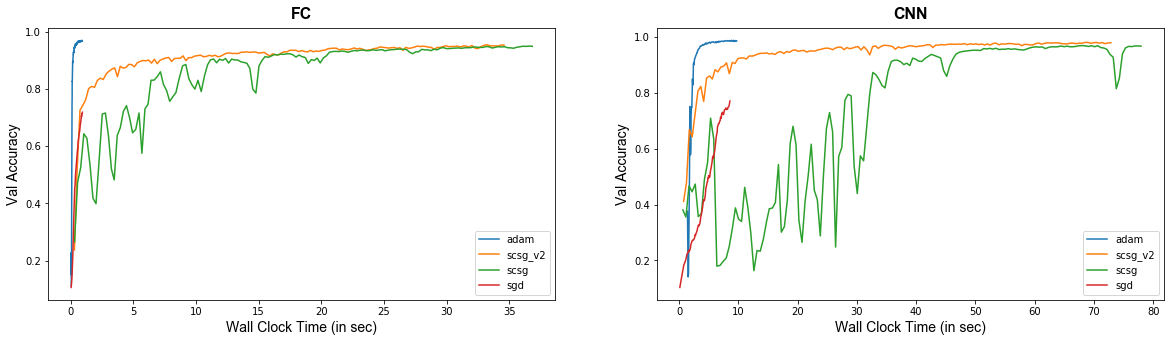 FC
Val Accuracy
1.0
0.8
0.6
0.4
0.2
0 5 10 15 20 25 30 35
Wall Clock Time (in sec)
adam
scsg_v2
scsg
sgd
CNN
Val Accuracy
1.0
0.8
0.6
0.4
0.2
0 10 20 30 40 50 60 70 80
Wall Clock Time (in sec)
adam
scsg_v2
scsg
sgd